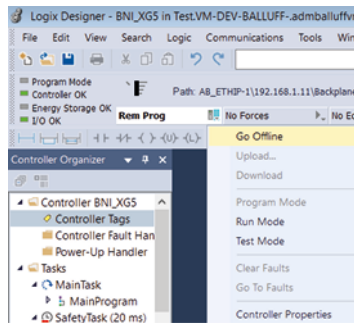 Logix Designer - BNI_XG5 in Test.VM-DEV-BALLUFF-.admballuffv
File Edit View Search Logic Communications Tools Win
Program Mode
Controller OK
Energy Storage OK
I/O OK
Path: AB_ETHIP-1\192.168.1.11\Backplane
Rem Prog No Forces No Ed
Go Offline
Upload...
Download
Program Mode
Run Mode
Test Mode
Clear Faults
Go To Faults
Controller Properties
Controller Organizer
Controller BNI_XG5
Controller Tags
Controller Fault Han
Power-Up Handler
Tasks
MainTask
MainProgram
SafetyTask (20 ms)